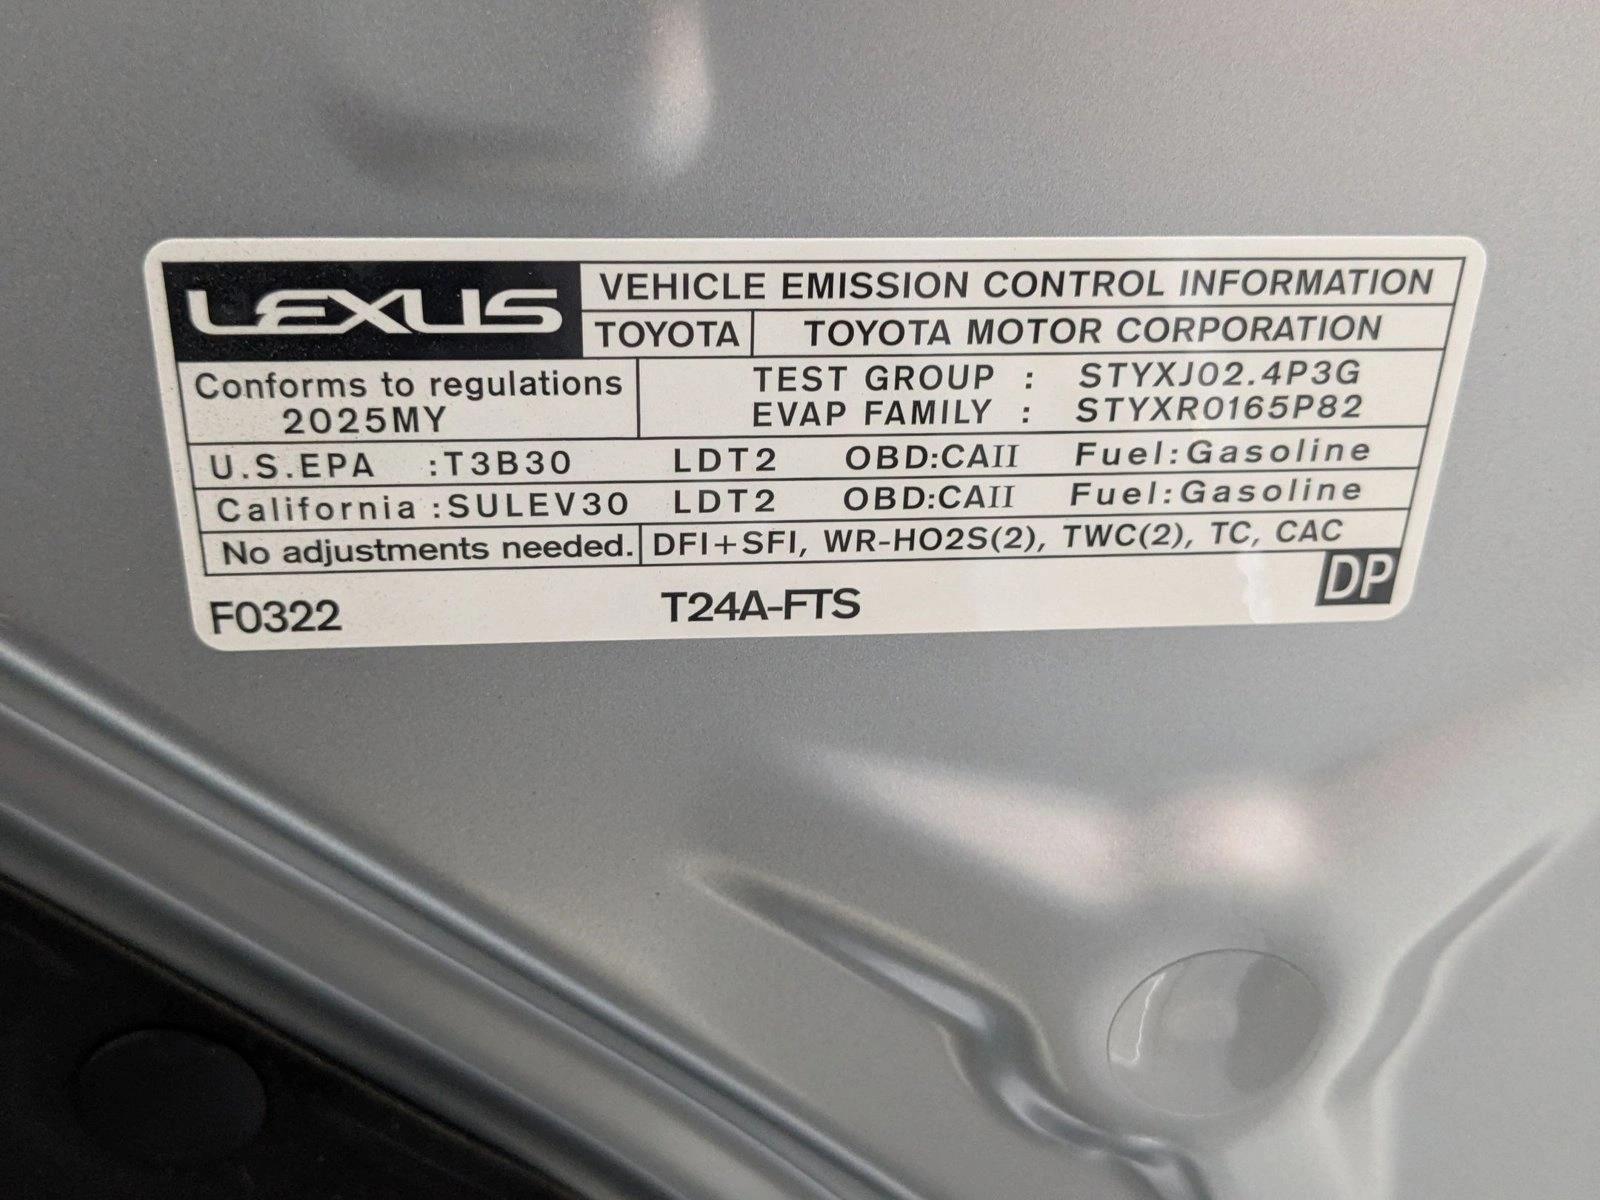 LEXUS
VEHICLE EMISSION CONTROL INFORMATION
TOYOTA TOYOTA MOTOR CORPORATION
Conforms to regulations
2025MY
TEST GROUP : STYXJ02.4P3G
EVAP FAMILY : STYXR0165P82
U.S.EPA :T3B30 LDT2 OBD:CAII Fuel:Gasoline
California :SULEV30 LDT2 OBD:CAII Fuel:Gasoline
No adjustments needed. DFI+SFI, WR-HO2S(2), TWC(2), TC, CAC
F0322 T24A-FTS DP